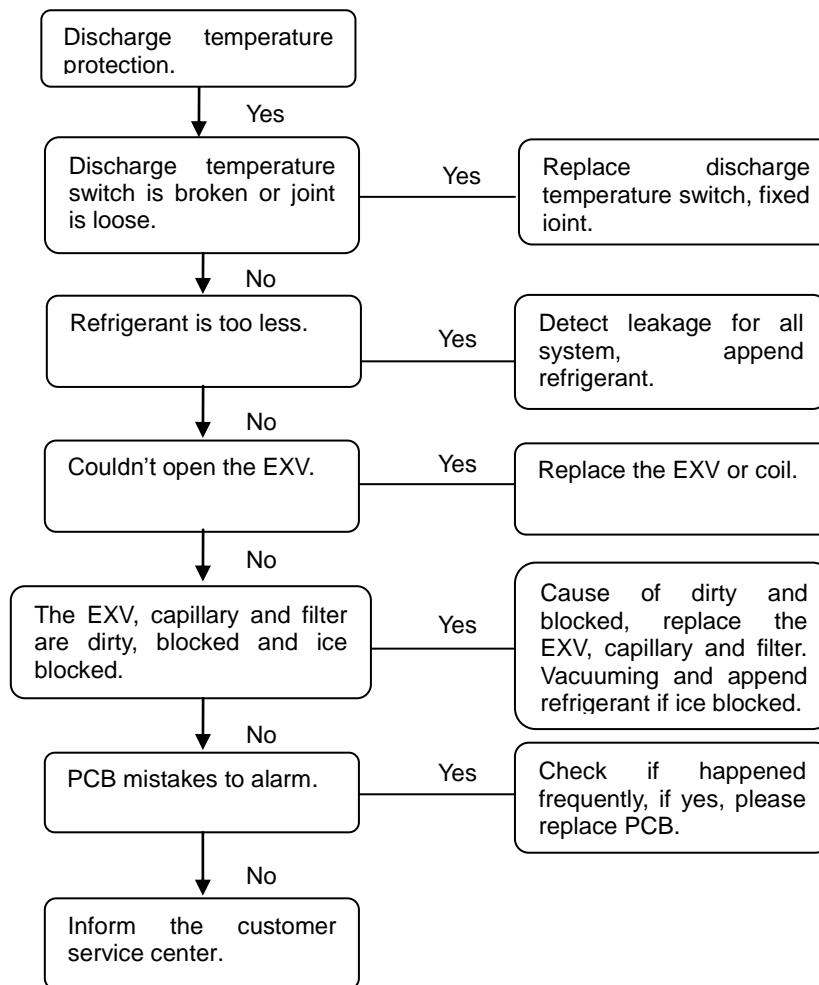 Discharge temperature
protection.
Yes
Discharge temperature
switch is broken or joint
is loose.
Yes
Replace discharge
temperature switch, fixed
ioint.
No
Refrigerant is too less.
Yes
Detect leakage for all
system, append
refrigerant.
No
Couldn’t open the EXV.
Yes
Replace the EXV or coil.
No
The EXV, capillary and filter
are dirty, blocked and ice
blocked.
Yes
Cause of dirty and
blocked, replace the
EXV, capillary and filter.
Vacuuming and append
refrigerant if ice blocked.
No
PCB mistakes to alarm.
Yes
Check if happened
frequently, if yes, please
replace PCB.
No
Inform the customer
service center.